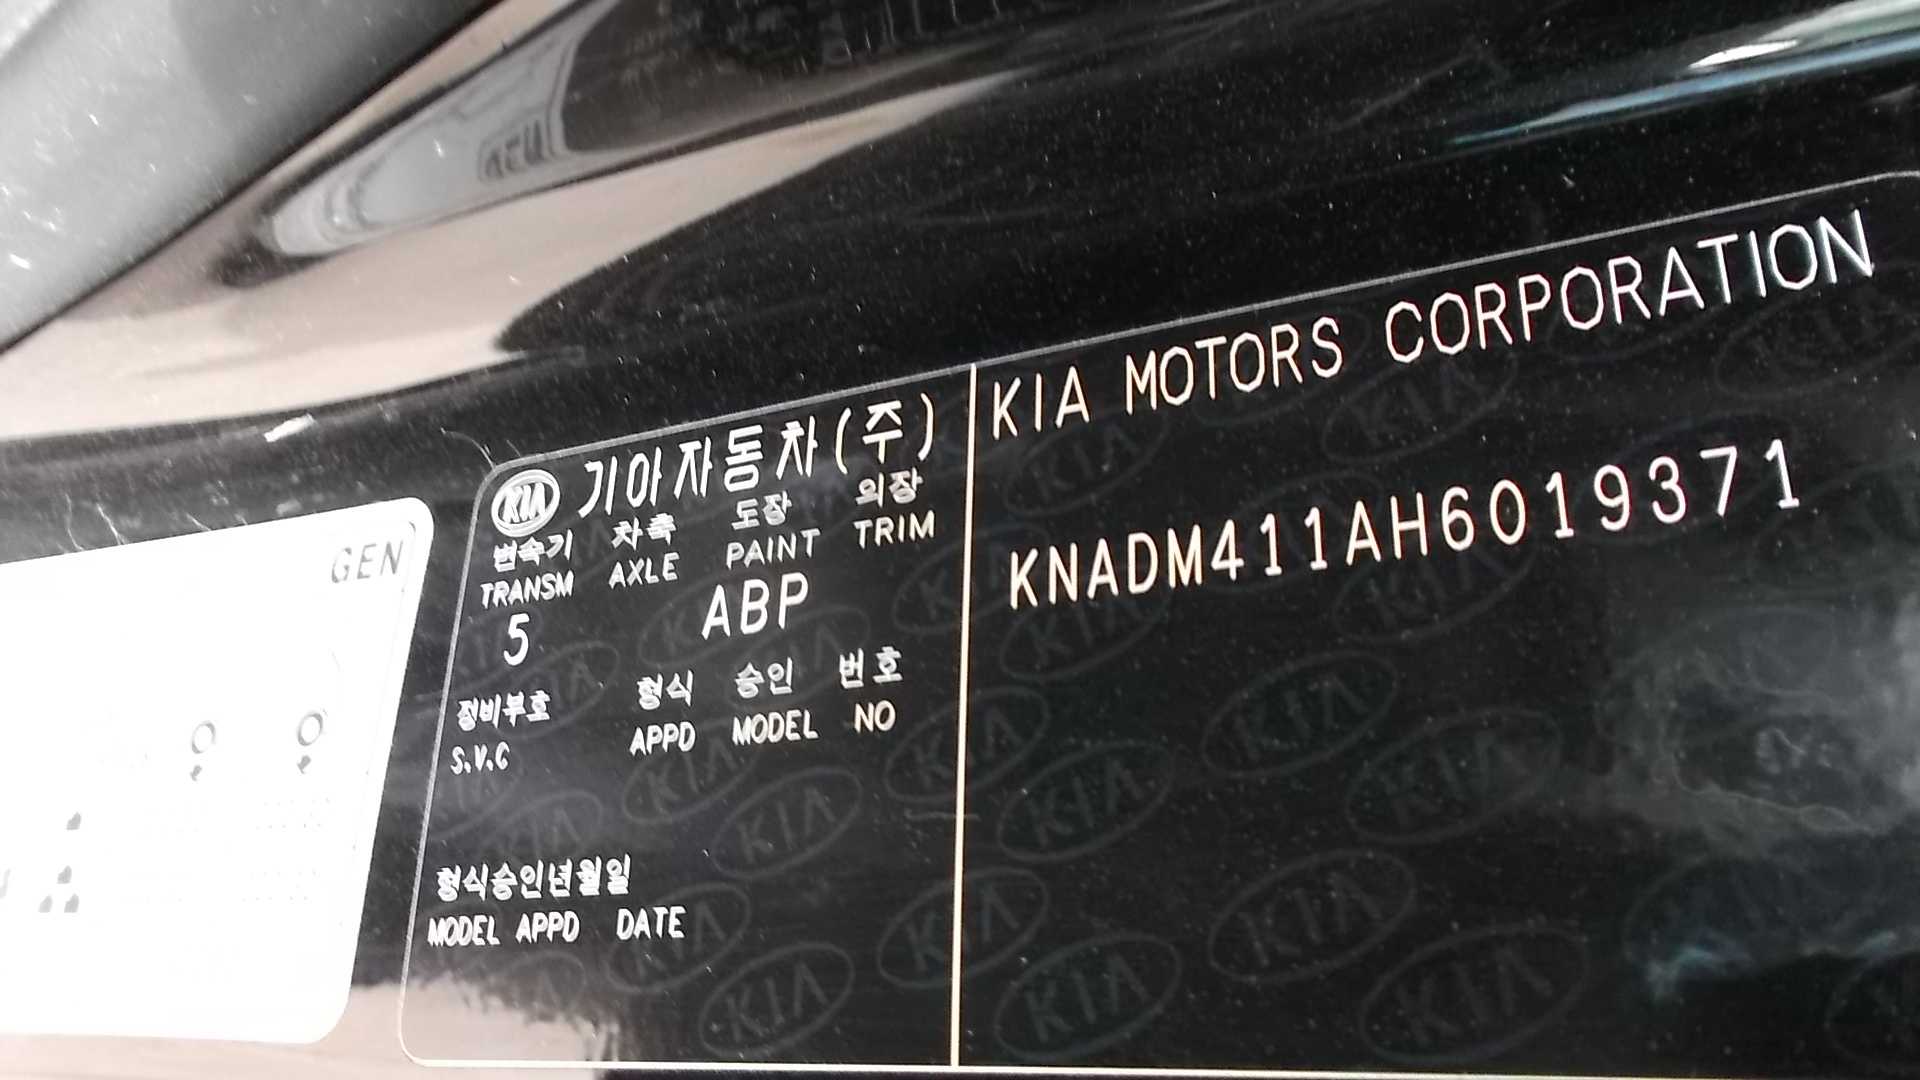 GEN
KIA 기아자동차(주)
변속기 차축 도장 의장
TRANSM AXLE PAINT TRIM
5 ABP
정비부호 형식 승인 번호
S.V.C APPD MODEL NO
형식승인년월일
MODEL APPD DATE
KIA MOTORS CORPORATION
KNADM411AH6019371